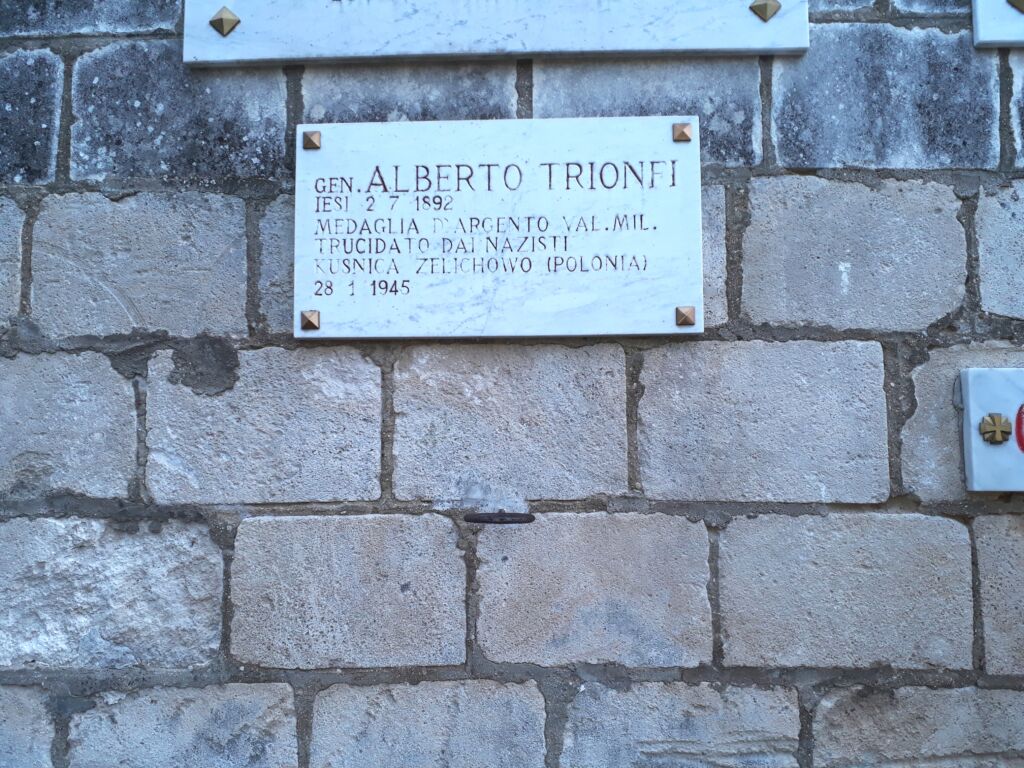 GEN. ALBERTO TRIONFI
IESI 2 7 1892
MEDAGLIA D'ARGENTO VAL. MIL.
TRUCIDATO DAI NAZISTI
KUSNICA ZELICHOWO (POLONIA)
28 1 1945